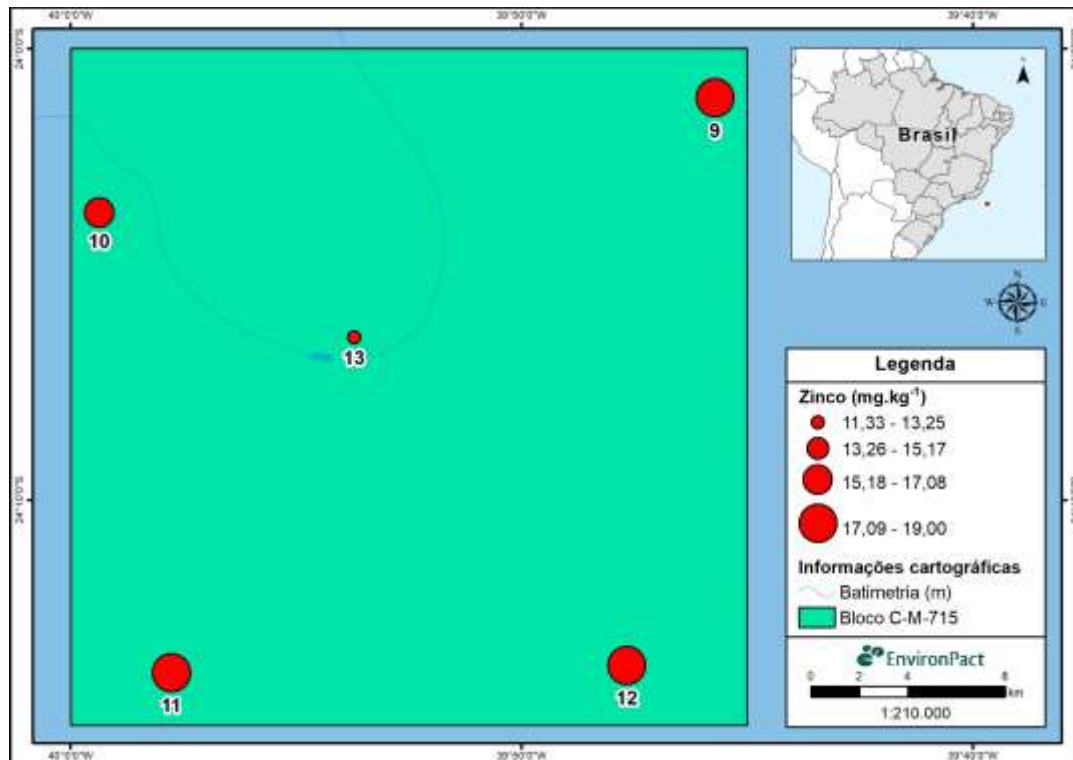 40°0'0"W
39°50'0"W
39°40'0"W
24°0'0"S
9
10
13
11
12
24°10'0"S
Brasil
N
W
E
S
Legenda
Zinco (mg.kg⁻¹)
11,33 - 13,25
13,26 - 15,17
15,18 - 17,08
17,09 - 19,00
Informações cartográficas
Batimetria (m)
Bloco C-M-715
EnvironPact
0 2 4 8
km
1:210.000
40°0'0"W
39°50'0"W
39°40'0"W